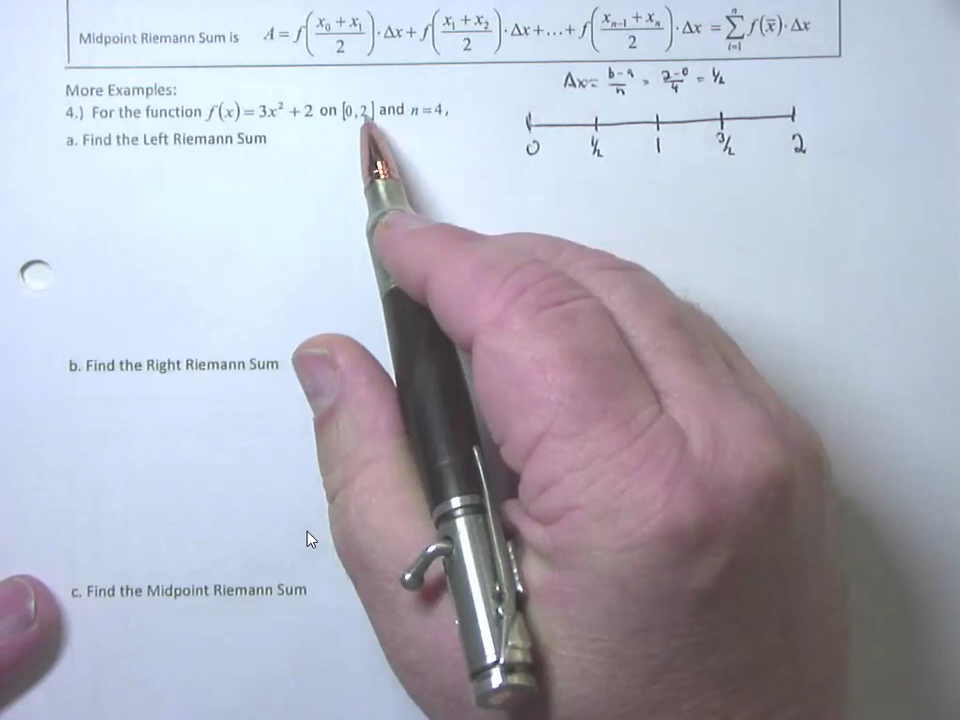 Midpoint Riemann Sum is A = f((x₀ + x₁)/2)·Δx + f((x₁ + x₂)/2)·Δx + … + f((xₙ₋₁ + xₙ)/2)·Δx = ∑ᵢ₌₁ⁿ f(x̄)·Δx
Δx = (b-a)/n = (2-0)/4 = 1/2
More Examples:
4.) For the function f(x) = 3x² + 2 on [0,2] and n = 4,
0 1/2 1 3/2 2
a. Find the Left Riemann Sum
b. Find the Right Riemann Sum
c. Find the Midpoint Riemann Sum